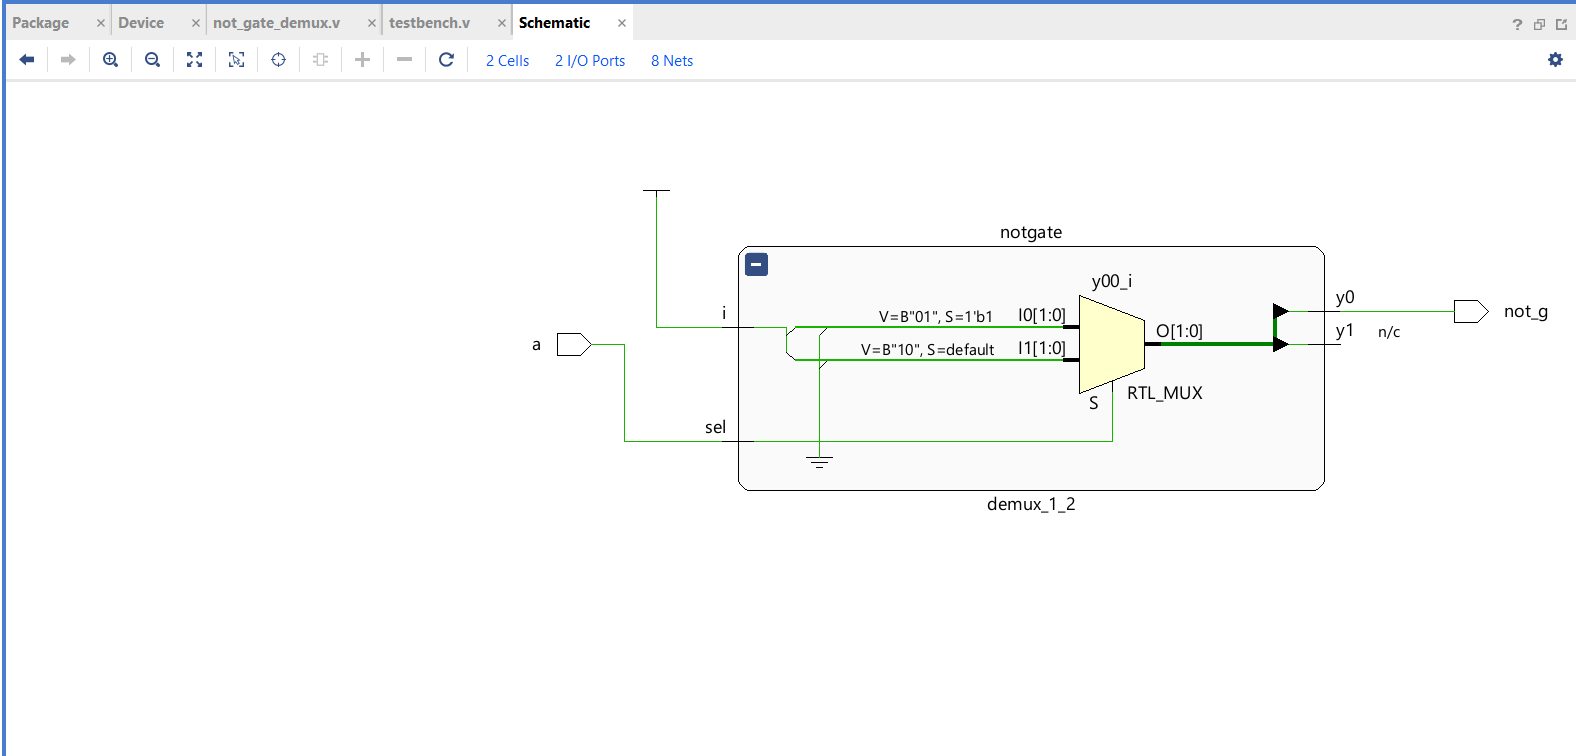 Package × Device × not_gate_demux.v × testbench.v × Schematic ×
?
2 Cells 2 I/O Ports 8 Nets
notgate
y00_i
i
V=B"01", S=1'b1 I0[1:0]
y0
not_g
a
V=B"10", S=default I1[1:0]
O[1:0]
y1 n/c
S
RTL_MUX
sel
demux_1_2